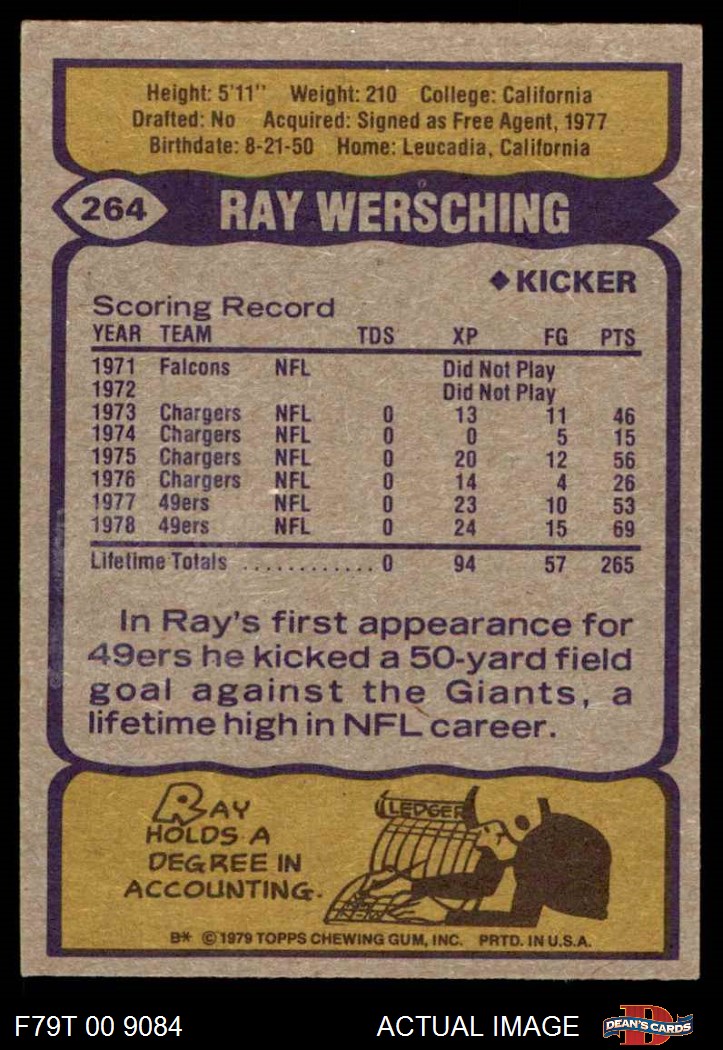 Height: 5'11" Weight: 210 College: California
Drafted: No Acquired: Signed as Free Agent, 1977
Birthdate: 8-21-50 Home: Leucadia, California
264 RAY WERSCHING
◆KICKER
Scoring Record
YEAR TEAM TDS XP FG PTS
1971 Falcons NFL Did Not Play
1972 Did Not Play
1973 Chargers NFL 0 13 11 46
1974 Chargers NFL 0 0 5 15
1975 Chargers NFL 0 20 12 56
1976 Chargers NFL 0 14 4 26
1977 49ers NFL 0 23 10 53
1978 49ers NFL 0 24 15 69
Lifetime Totals ............ 0 94 57 265
In Ray's first appearance for
49ers he kicked a 50-yard field
goal against the Giants, a
lifetime high in NFL career.
RAY
HOLDS A
DEGREE IN
ACCOUNTING.
LEDGER
B* © 1979 TOPPS CHEWING GUM, INC. PRTD. IN U.S.A.
F79T 00 9084 ACTUAL IMAGE D DEAN'S CARDS